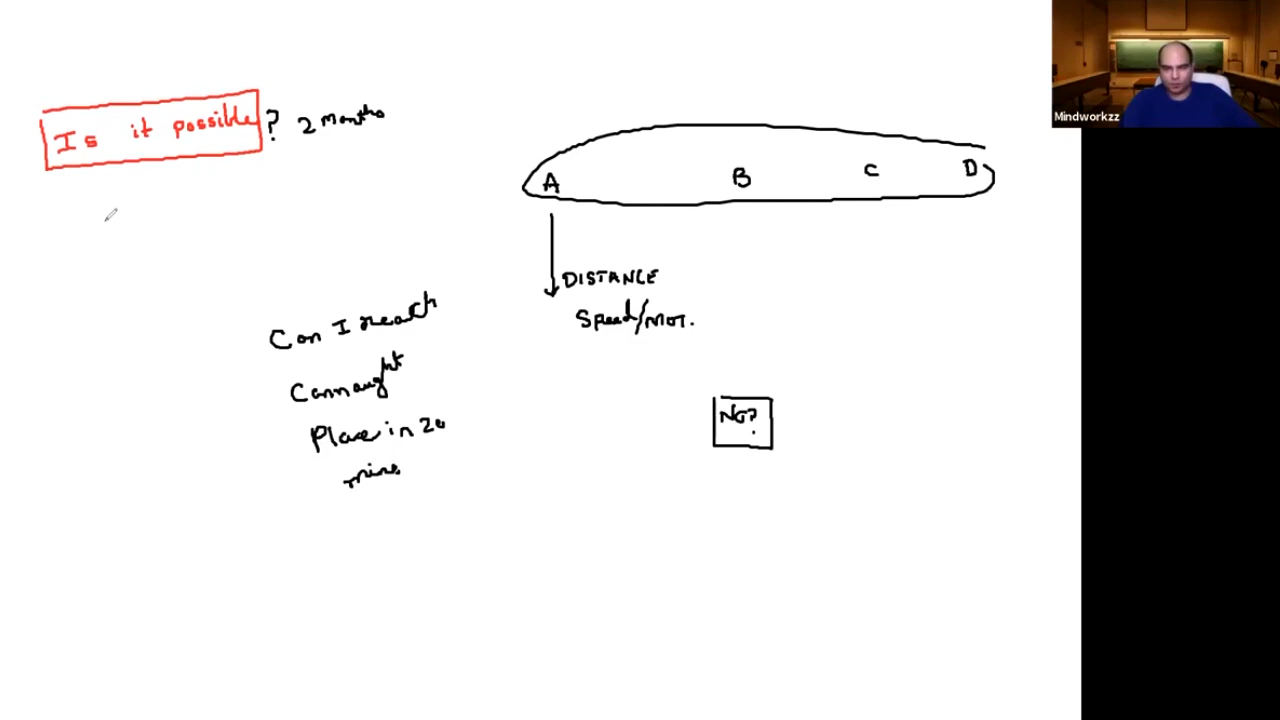 Is it possible ? 2 months
Mindworkzz
A B C D
DISTANCE
Speed/MOT.
Can I reach
Connaught
Place in 20
mins
NO?